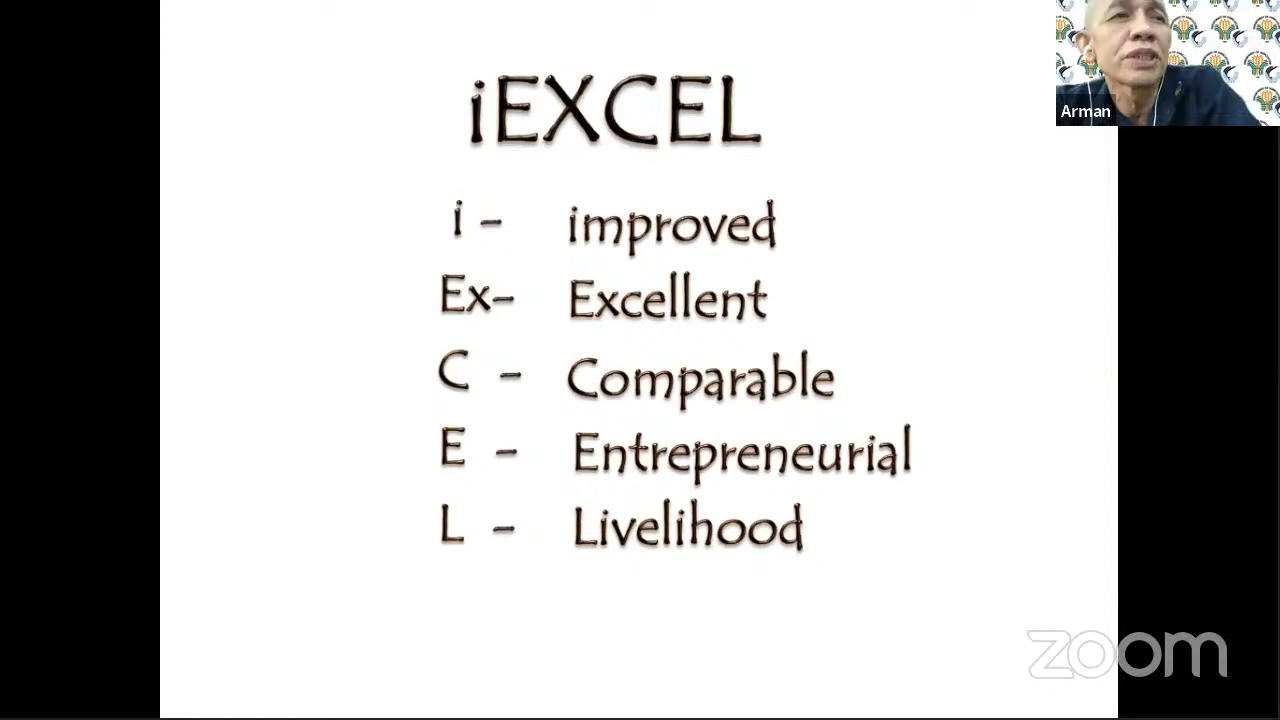 iEXCEL
i - improved
Ex- Excellent
C - Comparable
E - Entrepreneurial
L - Livelihood
Arman
zoom